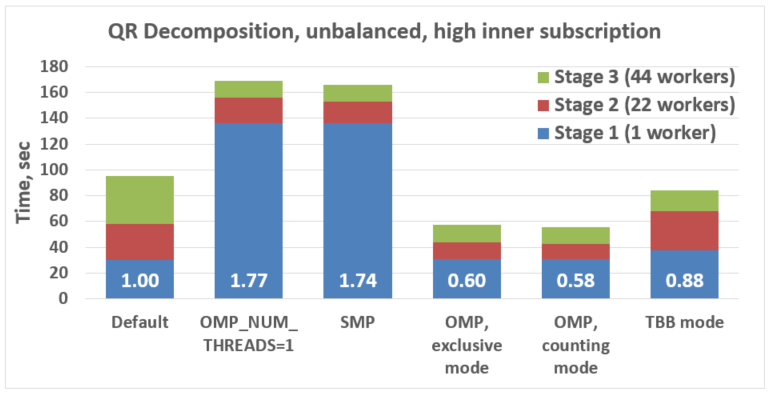 QR Decomposition, unbalanced, high inner subscription
Time, sec
180
160
140
120
100
80
60
40
20
0
Stage 3 (44 workers)
Stage 2 (22 workers)
Stage 1 (1 worker)
1.00
1.77
1.74
0.60
0.58
0.88
Default
OMP_NUM_
THREADS=1
SMP
OMP,
exclusive
mode
OMP,
counting
mode
TBB mode